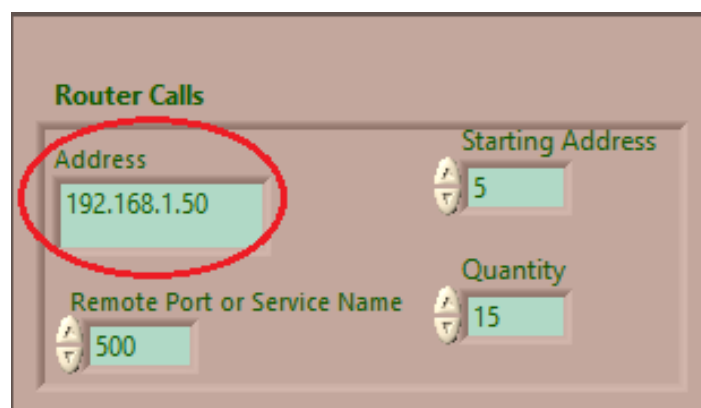 Router Calls
Address
192.168.1.50
Starting Address
5
Remote Port or Service Name
500
Quantity
15